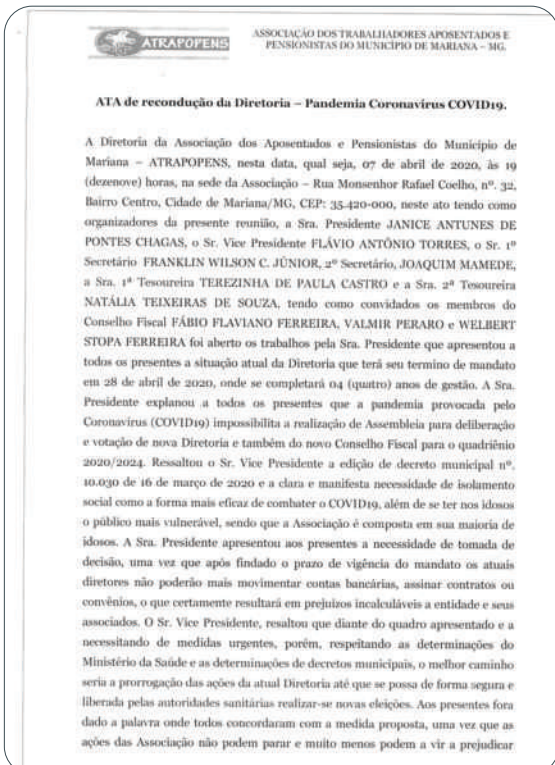 ATRAPOPENS
ASSOCIAÇÃO DOS TRABALHADORES APOSENTADOS E
PENSIONISTAS DO MUNICÍPIO DE MARIANA – MG.
ATA de recondução da Diretoria – Pandemia Coronavírus COVID19.
A Diretoria da Associação dos Aposentados e Pensionistas do Município de
Mariana – ATRAPOPENS, nesta data, qual seja, 07 de abril de 2020, às 19
(dezenove) horas, na sede da Associação – Rua Monsenhor Rafael Coelho, nº. 32,
Bairro Centro, Cidade de Mariana/MG, CEP: 35.420-000, neste ato tendo como
organizadores da presente reunião, a Sra. Presidente JANICE ANTUNES DE
PONTES CHAGAS, o Sr. Vice Presidente FLÁVIO ANTÔNIO TORRES, o Sr. 1º
Secretário FRANKLIN WILSON C. JÚNIOR, 2º Secretário, JOAQUIM MAMEDE,
a Sra. 1ª Tesoureira TEREZINHA DE PAULA CASTRO e a Sra. 2ª Tesoureira
NATÁLIA TEIXEIRAS DE SOUZA, tendo como convidados os membros do
Conselho Fiscal FÁBIO FLAVIANO FERREIRA, VALMIR PERARO e WELBERT
STOPA FERREIRA foi aberto os trabalhos pela Sra. Presidente que apresentou a
todos os presentes a situação atual da Diretoria que terá seu termino de mandato
em 28 de abril de 2020, onde se completará 04 (quatro) anos de gestão. A Sra.
Presidente explanou a todos os presentes que a pandemia provocada pelo
Coronavírus (COVID19) impossibilita a realização de Assembleia para deliberação
e votação de nova Diretoria e também do novo Conselho Fiscal para o quadriênio
2020/2024. Ressaltou o Sr. Vice Presidente a edição de decreto municipal nº.
10.030 de 16 de março de 2020 e a clara e manifesta necessidade de isolamento
social como a forma mais eficaz de combater o COVID19, além de se ter nos idosos
o público mais vulnerável, sendo que a Associação é composta em sua maioria de
idosos. A Sra. Presidente apresentou aos presentes a necessidade de tomada de
decisão, uma vez que após findado o prazo de vigência do mandato os atuais
diretores não poderão mais movimentar contas bancárias, assinar contratos ou
convênios, o que certamente resultará em prejuízos incalculáveis a entidade e seus
associados. O Sr. Vice Presidente, resaltou que diante do quadro apresentado e a
necessitando de medidas urgentes, porém, respeitando as determinações do
Ministério da Saúde e as determinações de decretos municipais, o melhor caminho
seria a prorrogação das ações da atual Diretoria até que se possa de forma segura e
liberada pelas autoridades sanitárias realizar-se novas eleições. Aos presentes fora
dado a palavra onde todos concordaram com a medida proposta, uma vez que as
ações das Associação não podem parar e muito menos podem a vir a prejudicar